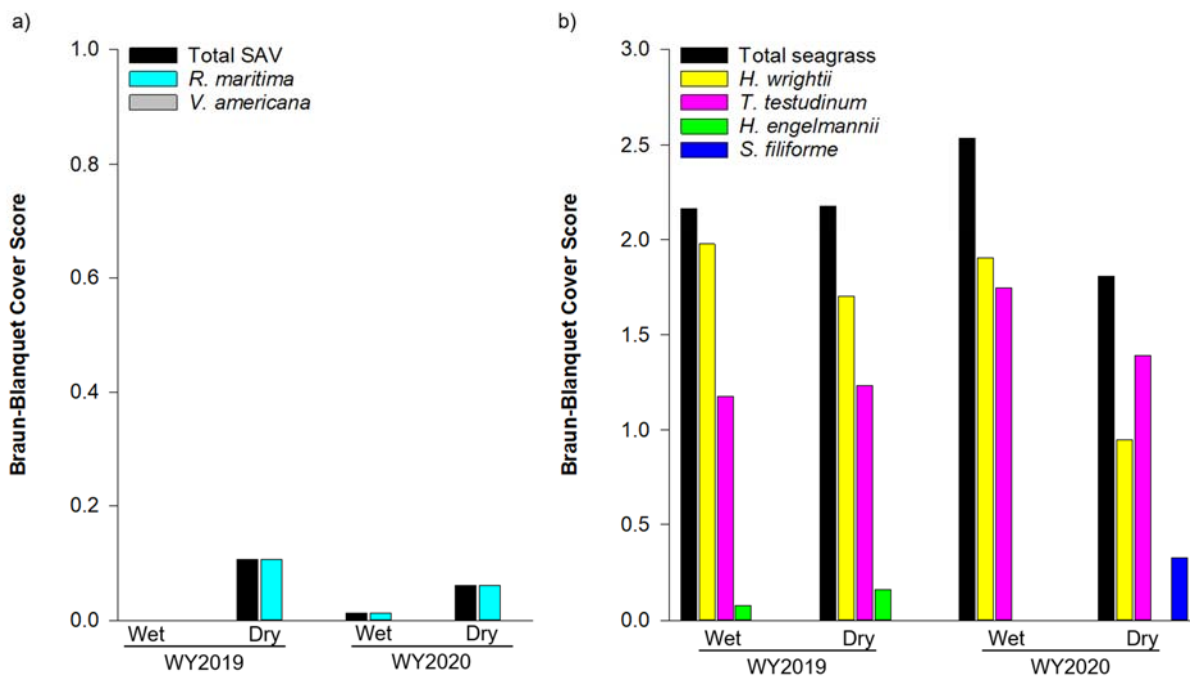 a)
Total SAV
R. maritima
V. americana
1.0
0.8
0.6
0.4
0.2
0.0
Braun-Blanquet Cover Score
Wet Dry Wet Dry
WY2019 WY2020
b)
Total seagrass
H. wrightii
T. testudinum
H. engelmannii
S. filiforme
3.0
2.5
2.0
1.5
1.0
0.5
0.0
Braun-Blanquet Cover Score
Wet Dry Wet Dry
WY2019 WY2020